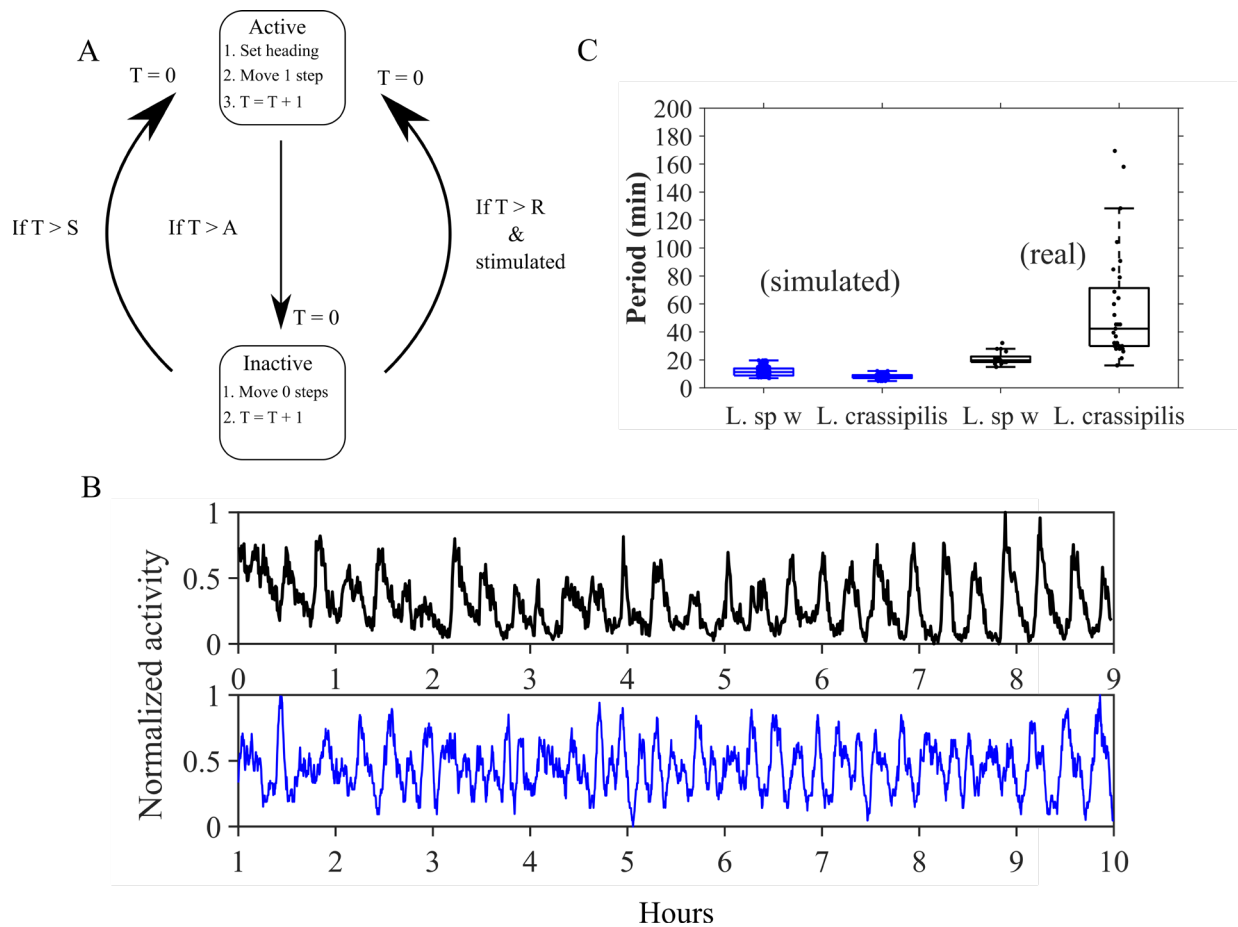 A
Active
1. Set heading
2. Move 1 step
3. T = T + 1
T = 0
T = 0
If T > S
If T > A
If T > R
&
stimulated
T = 0
Inactive
1. Move 0 steps
2. T = T + 1
C
Period (min)
200
180
160
140
120
100
80
60
40
20
0
(simulated)
(real)
L. sp w L. crassipilis L. sp w L. crassipilis
B
Normalized activity
1
0.5
0
0 1 2 3 4 5 6 7 8 9
1
0.5
0
1 2 3 4 5 6 7 8 9 10
Hours